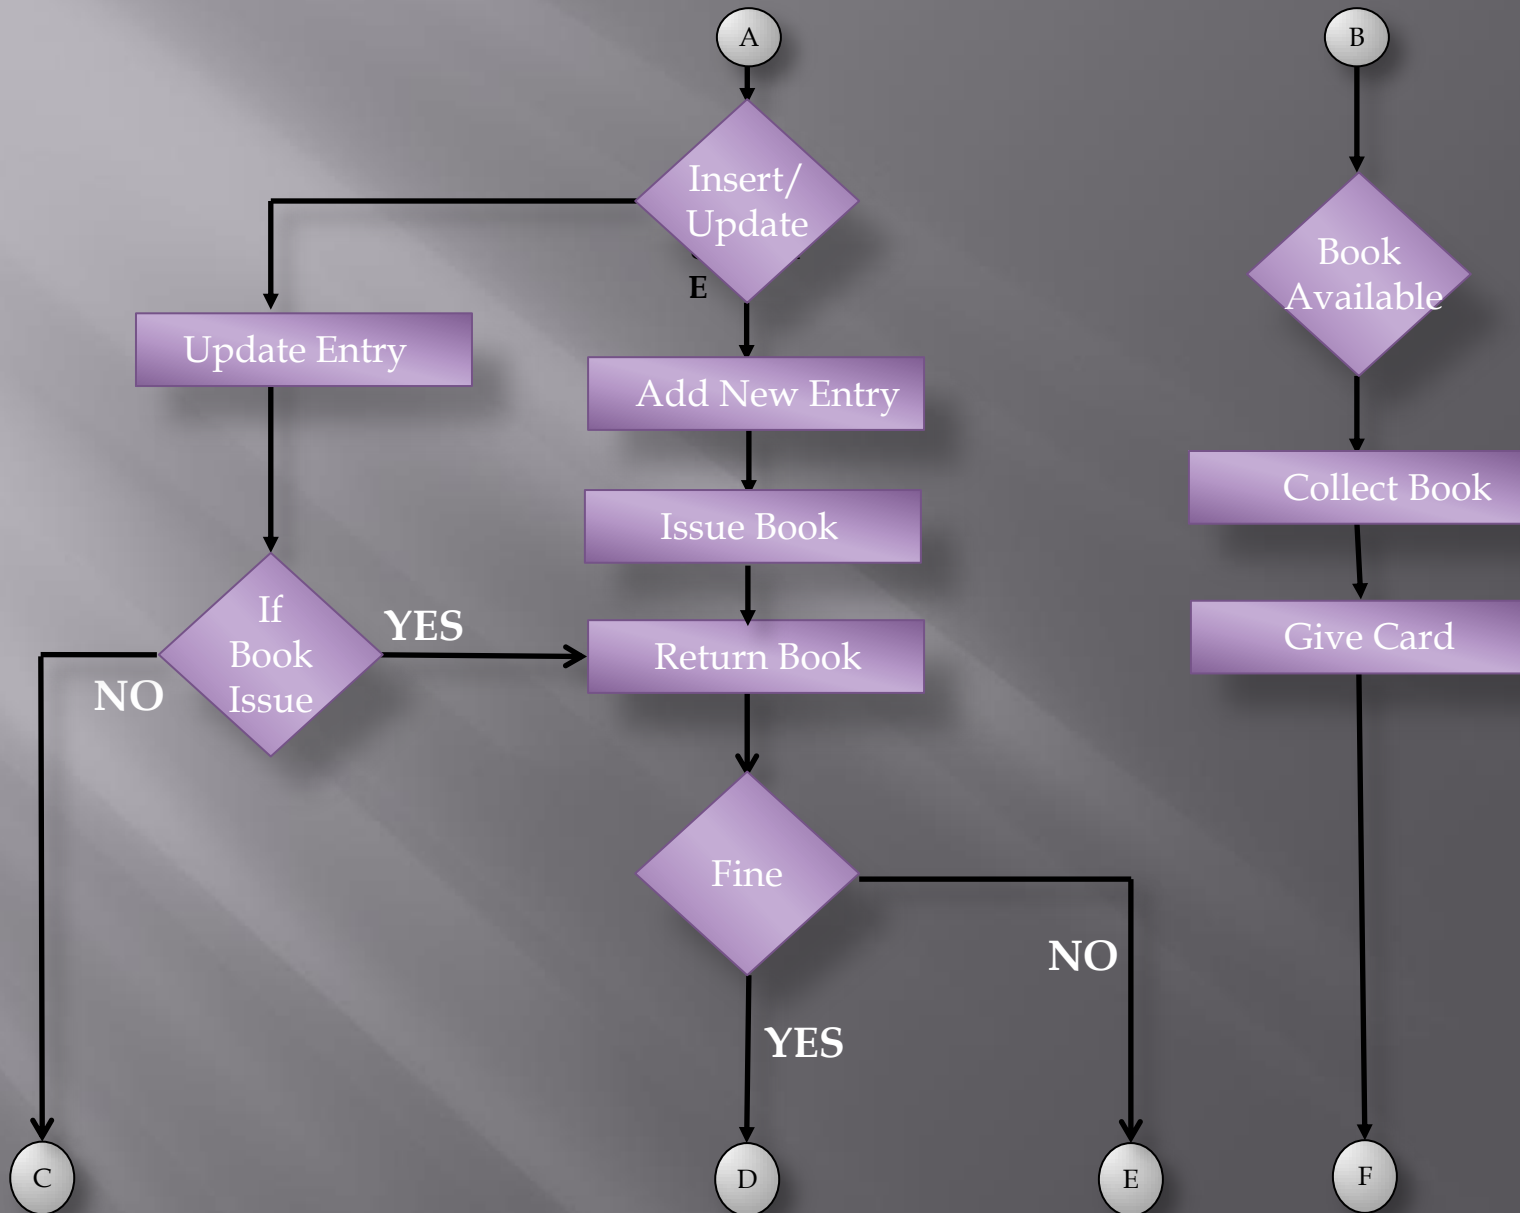 A
B
Insert/
Update
E
Book
Available
Update Entry
Add New Entry
Collect Book
Issue Book
If
Book
Issue
YES
NO
Return Book
Give Card
Fine
NO
YES
C
D
E
F